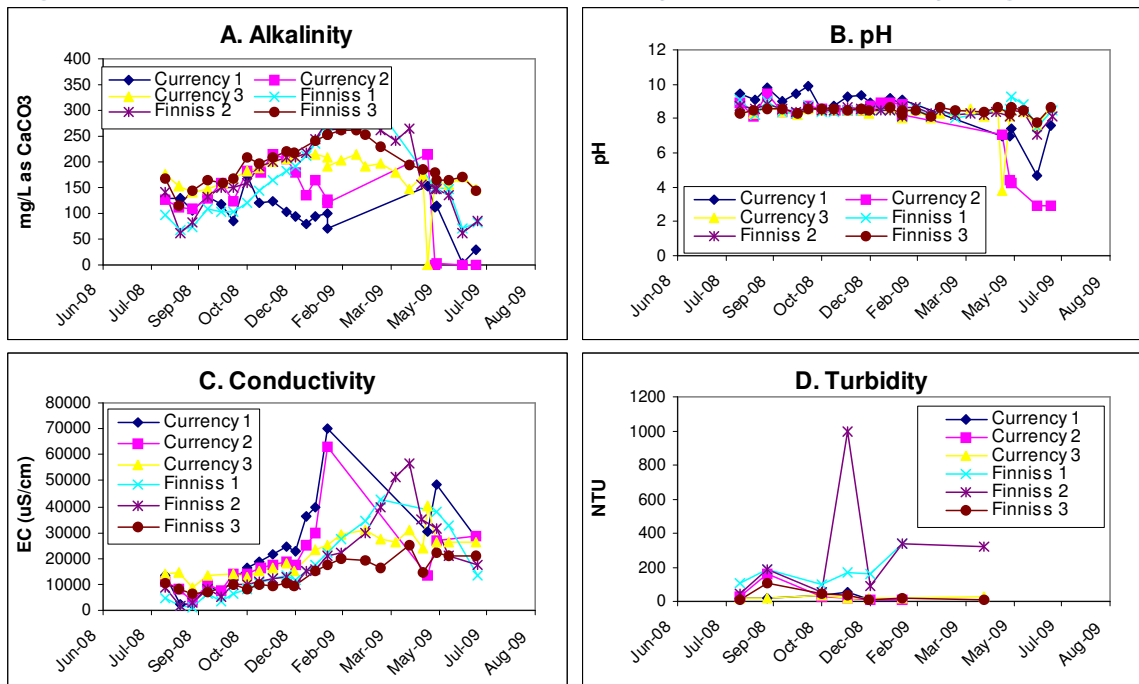 A. Alkalinity
mg/L as CaCO3
400
350
300
250
200
150
100
50
0
Currency 1
Currency 2
Currency 3
Finniss 1
Finniss 2
Finniss 3
Jun-08
Jul-08
Sep-08
Oct-08
Dec-08
Feb-09
Mar-09
May-09
Jul-09
Aug-09
B. pH
pH
12
10
8
6
4
2
0
Currency 1
Currency 2
Currency 3
Finniss 1
Finniss 2
Finniss 3
Jun-08
Jul-08
Sep-08
Oct-08
Dec-08
Feb-09
Mar-09
May-09
Jul-09
Aug-09
C. Conductivity
EC (uS/cm)
80000
70000
60000
50000
40000
30000
20000
10000
0
Currency 1
Currency 2
Currency 3
Finniss 1
Finniss 2
Finniss 3
Jun-08
Jul-08
Sep-08
Oct-08
Dec-08
Feb-09
Mar-09
May-09
Jul-09
Aug-09
D. Turbidity
NTU
1200
1000
800
600
400
200
0
Currency 1
Currency 2
Currency 3
Finniss 1
Finniss 2
Finniss 3
Jun-08
Jul-08
Sep-08
Oct-08
Dec-08
Feb-09
Mar-09
May-09
Jul-09
Aug-09